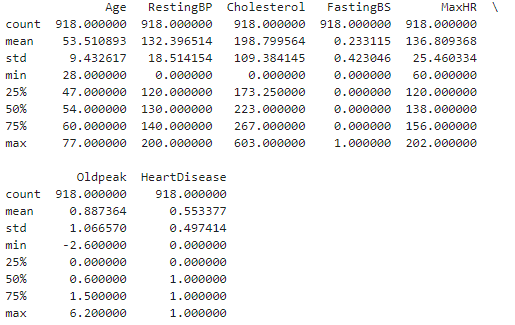 Age RestingBP Cholesterol FastingBS MaxHR \
count 918.000000 918.000000 918.000000 918.000000 918.000000
mean 53.510893 132.396514 198.799564 0.233115 136.809368
std 9.432617 18.514154 109.384145 0.423046 25.460334
min 28.000000 0.000000 0.000000 0.000000 60.000000
25% 47.000000 120.000000 173.250000 0.000000 120.000000
50% 54.000000 130.000000 223.000000 0.000000 138.000000
75% 60.000000 140.000000 267.000000 0.000000 156.000000
max 77.000000 200.000000 603.000000 1.000000 202.000000
Oldpeak HeartDisease
count 918.000000 918.000000
mean 0.887364 0.553377
std 1.066570 0.497414
min -2.600000 0.000000
25% 0.000000 0.000000
50% 0.600000 1.000000
75% 1.500000 1.000000
max 6.200000 1.000000